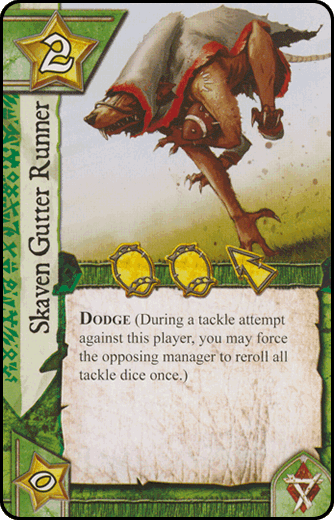 2
Skaven Gutter Runner
DODGE (During a tackle attempt
against this player, you may force
the opposing manager to reroll all
tackle dice once.)
0